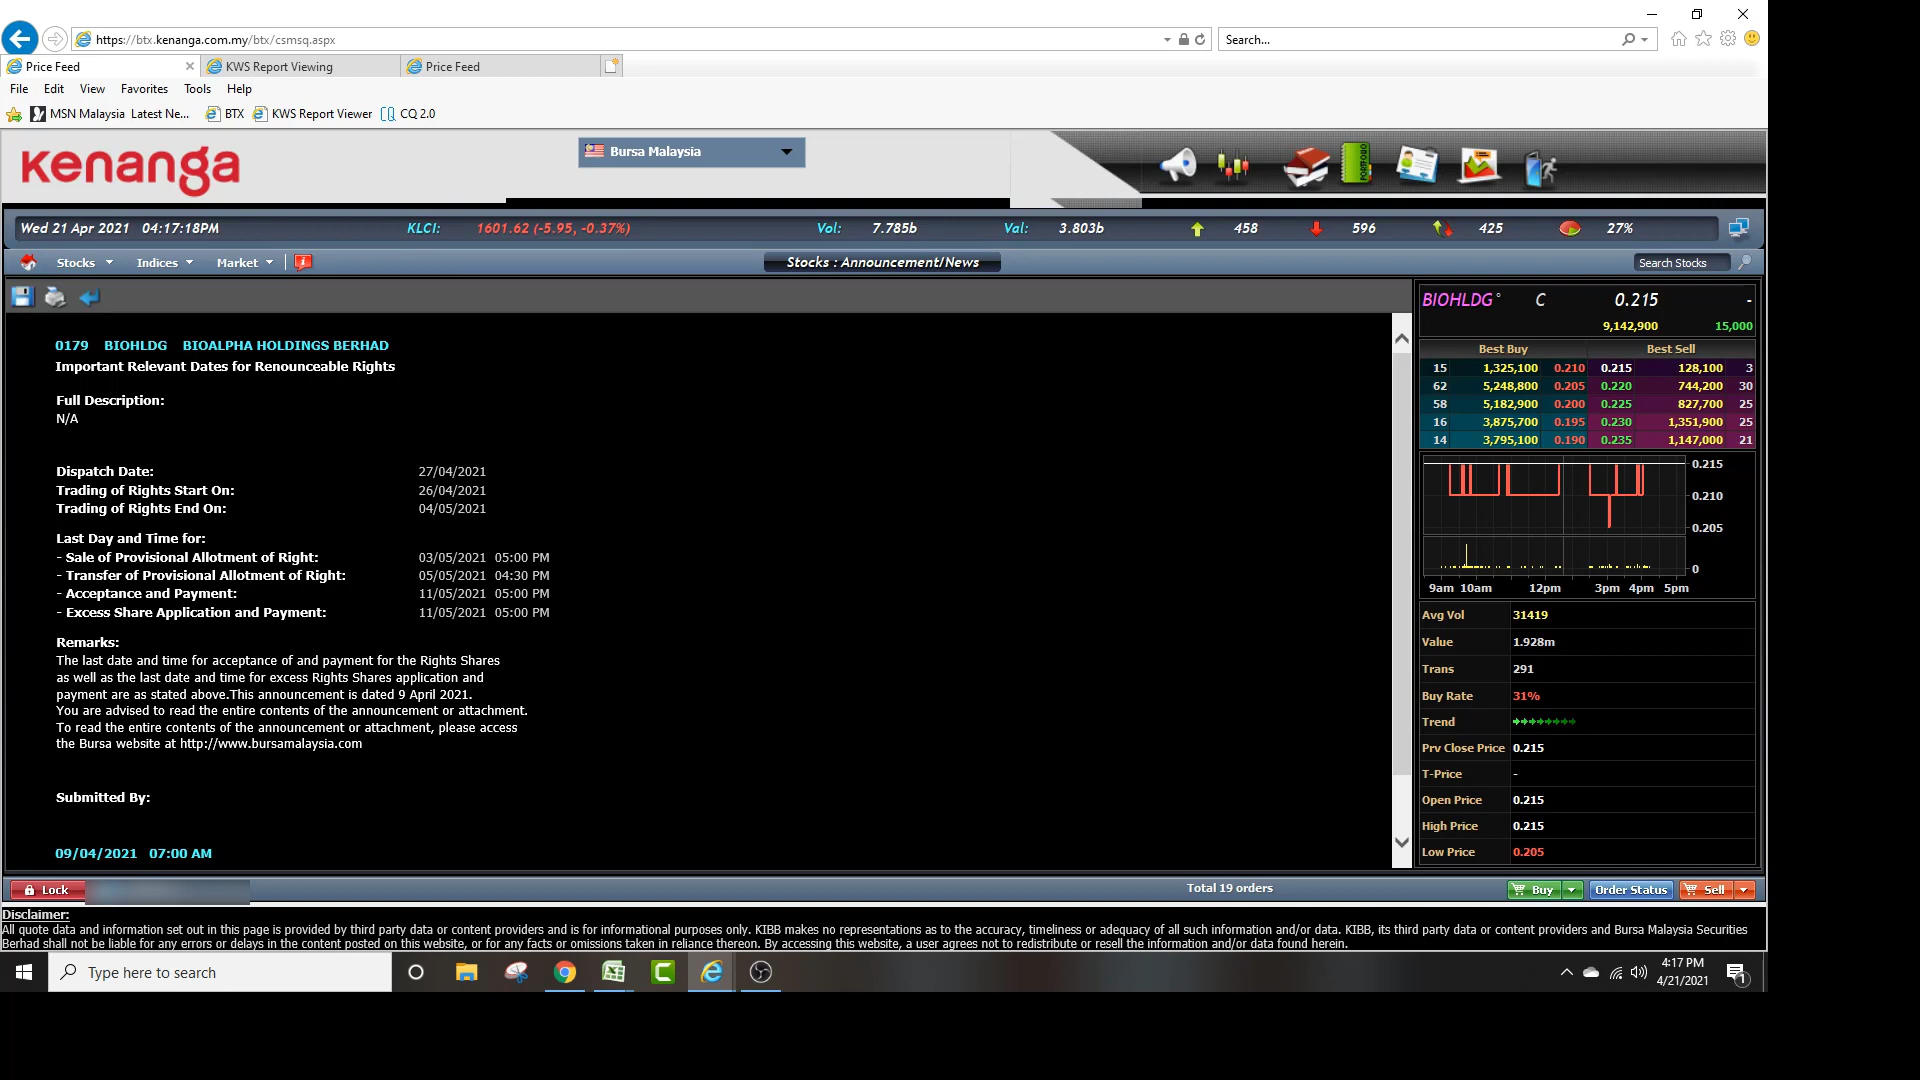 https://btx.kenanga.com.my/btx/csmsq.aspx
Search...
Price Feed
KWS Report Viewing
Price Feed
File Edit View Favorites Tools Help
MSN Malaysia Latest Ne... BTX KWS Report Viewer CQ 2.0
kenanga
Bursa Malaysia
PORTFOLIO
Wed 21 Apr 2021 04:17:18PM KLCI: 1601.62 (-5.95, -0.37%) Vol: 7.785b Val: 3.803b 458 596 425 27%
Stocks Indices Market Stocks : Announcement/News Search Stocks
0179 BIOHLDG BIOALPHA HOLDINGS BERHAD
Important Relevant Dates for Renounceable Rights
Full Description:
N/A
Dispatch Date: 27/04/2021
Trading of Rights Start On: 26/04/2021
Trading of Rights End On: 04/05/2021
Last Day and Time for:
- Sale of Provisional Allotment of Right: 03/05/2021 05:00 PM
- Transfer of Provisional Allotment of Right: 05/05/2021 04:30 PM
- Acceptance and Payment: 11/05/2021 05:00 PM
- Excess Share Application and Payment: 11/05/2021 05:00 PM
Remarks:
The last date and time for acceptance of and payment for the Rights Shares
as well as the last date and time for excess Rights Shares application and
payment are as stated above.This announcement is dated 9 April 2021.
You are advised to read the entire contents of the announcement or attachment.
To read the entire contents of the announcement or attachment, please access
the Bursa website at http://www.bursamalaysia.com
Submitted By:
09/04/2021 07:00 AM
BIOHLDG° C 0.215 -
9,142,900 15,000
Best Buy Best Sell
15 1,325,100 0.210 0.215 128,100 3
62 5,248,800 0.205 0.220 744,200 30
58 5,182,900 0.200 0.225 827,700 25
16 3,875,700 0.195 0.230 1,351,900 25
14 3,795,100 0.190 0.235 1,147,000 21
0.215
0.210
0.205
0
9am 10am 12pm 3pm 4pm 5pm
Avg Vol 31419
Value 1.928m
Trans 291
Buy Rate 31%
Trend
Prv Close Price 0.215
T-Price -
Open Price 0.215
High Price 0.215
Low Price 0.205
Lock Total 19 orders Buy Order Status Sell
Disclaimer:
All quote data and information set out in this page is provided by third party data or content providers and is for informational purposes only. KIBB makes no representations as to the accuracy, timeliness or adequacy of all such information and/or data. KIBB, its third party data or content providers and Bursa Malaysia Securities
Berhad shall not be liable for any errors or delays in the content posted on this website, or for any facts or omissions taken in reliance thereon. By accessing this website, a user agrees not to redistribute or resell the information and/or data found herein.
Type here to search
4:17 PM
4/21/2021
1